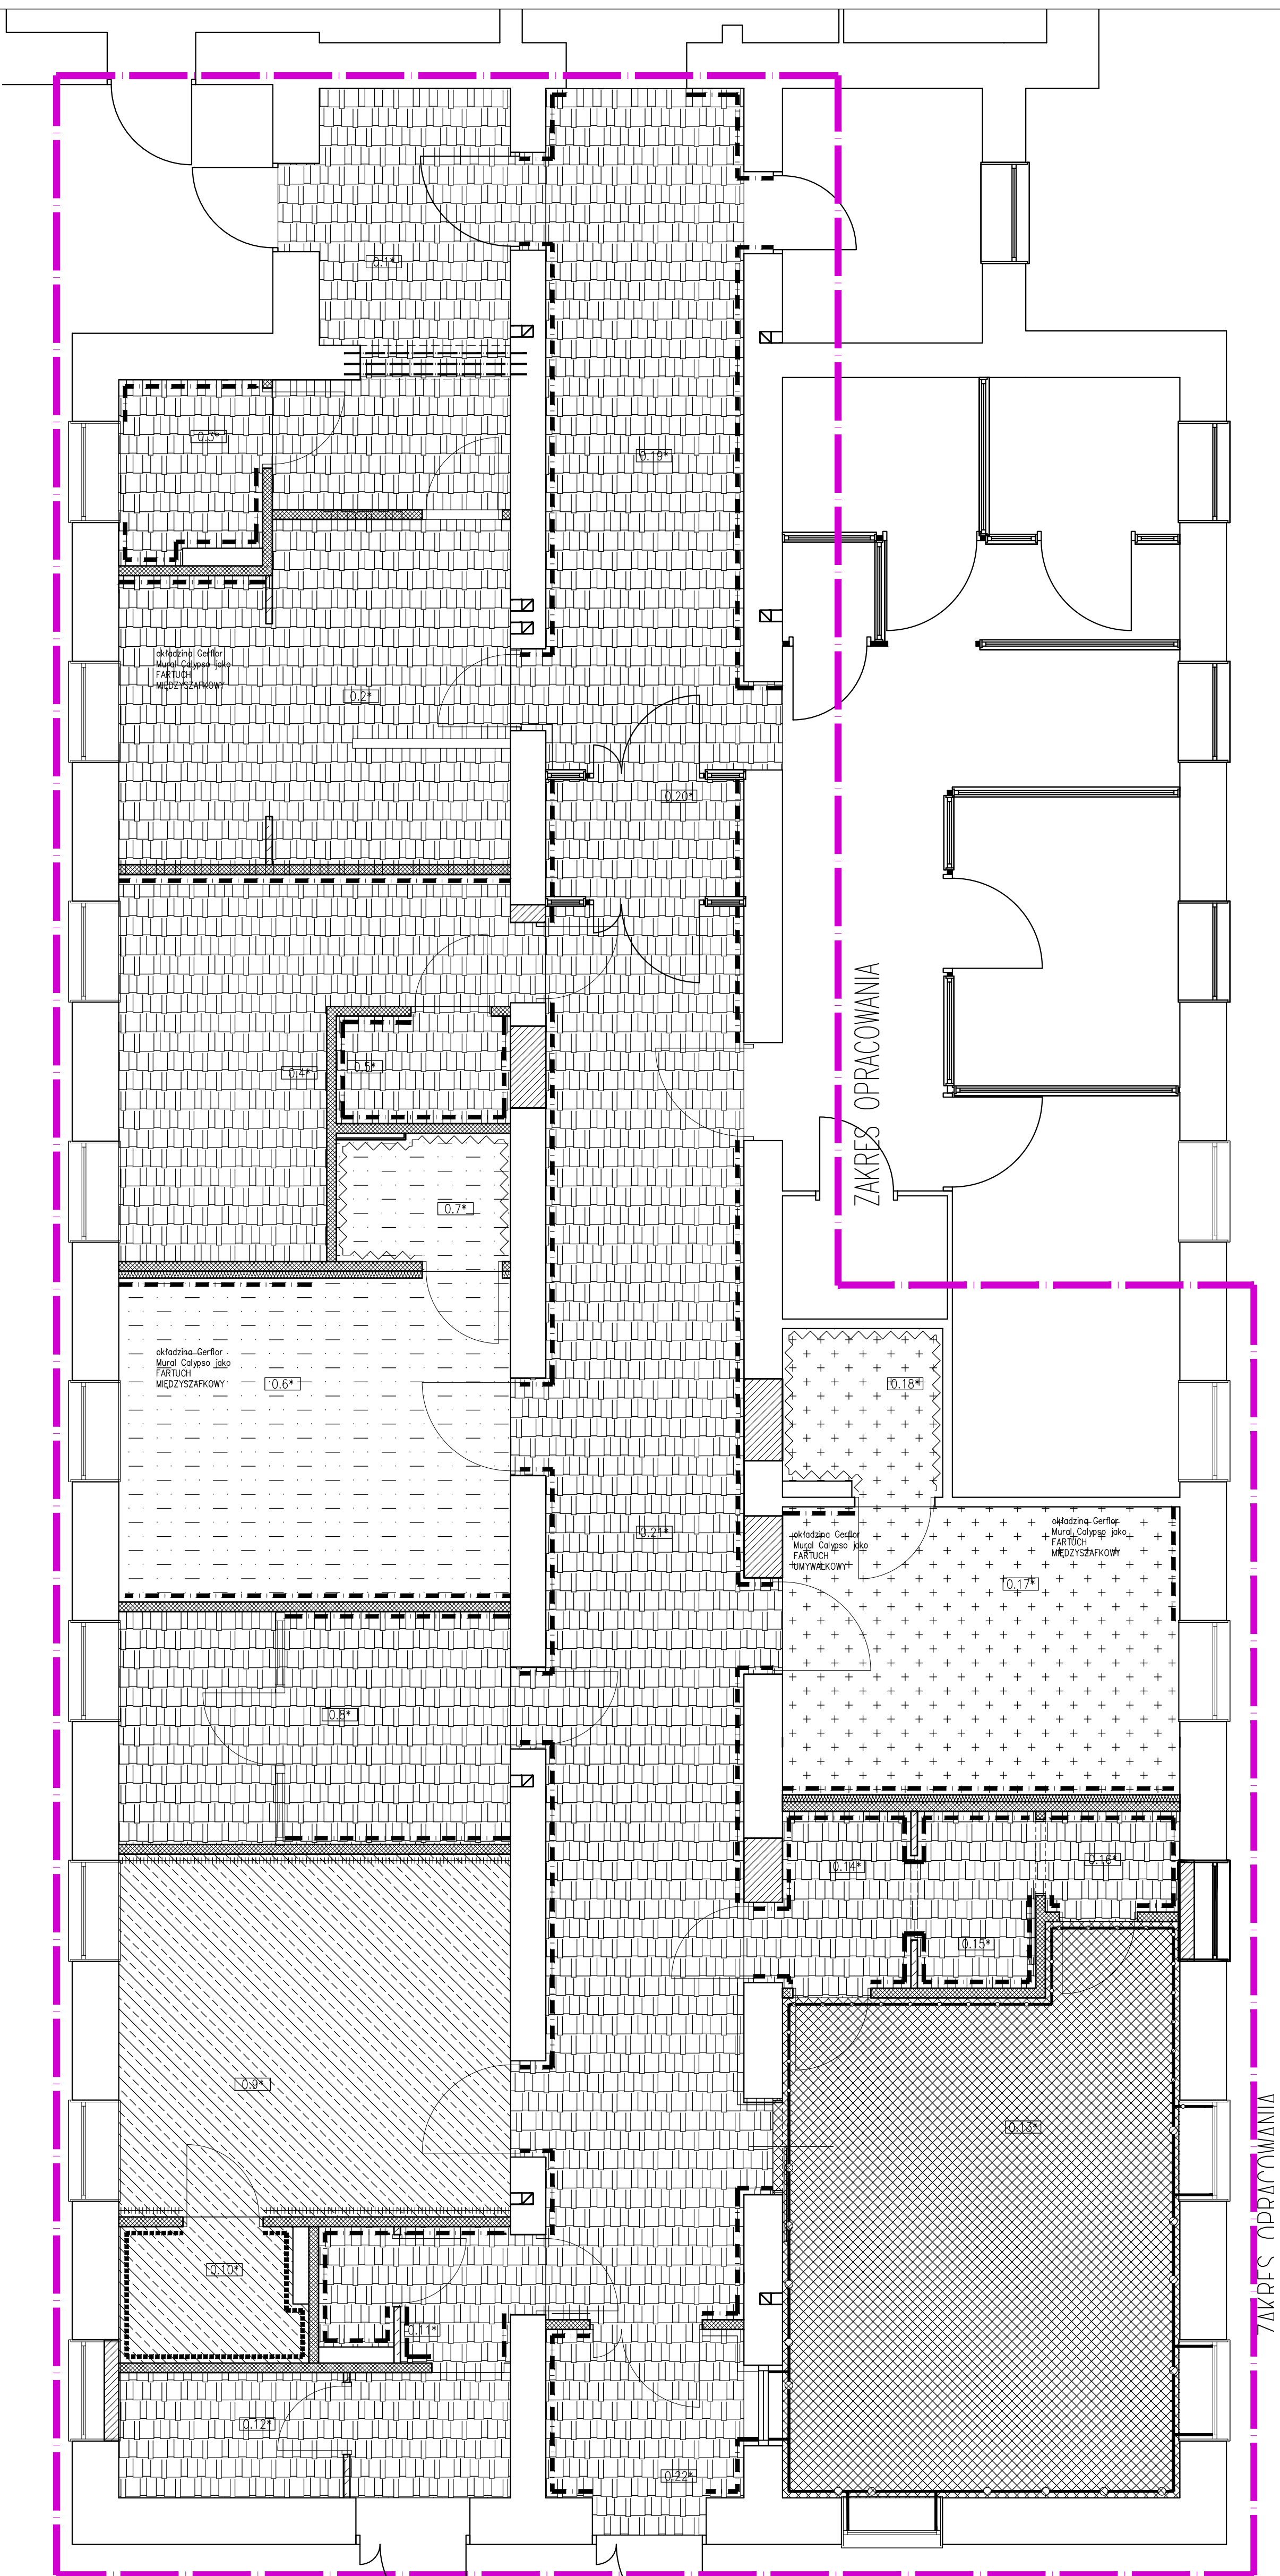 0.1*
0.3*
0.19*
okładzina Gerflor
Mural Calypso jako
FARTUCH
MIĘDZYSZAFKOWY
0.2*
0.20*
ZAKRES OPRACOWANIA
0.4*
0.5*
0.7*
okładzina Gerflor
Mural Calypso jako
FARTUCH
MIĘDZYSZAFKOWY
0.6*
0.18*
0.21*
okładzina Gerflor
Mural Calypso jako
FARTUCH
UMYWALKOWY
okładzina Gerflor
Mural Calypso jako
FARTUCH
MIĘDZYSZAFKOWY
0.17*
0.8*
0.14*
0.16*
0.15*
0.9*
0.13*
ZAKRES OPRACOWANIA
0.10*
0.11*
0.12*
0.22*